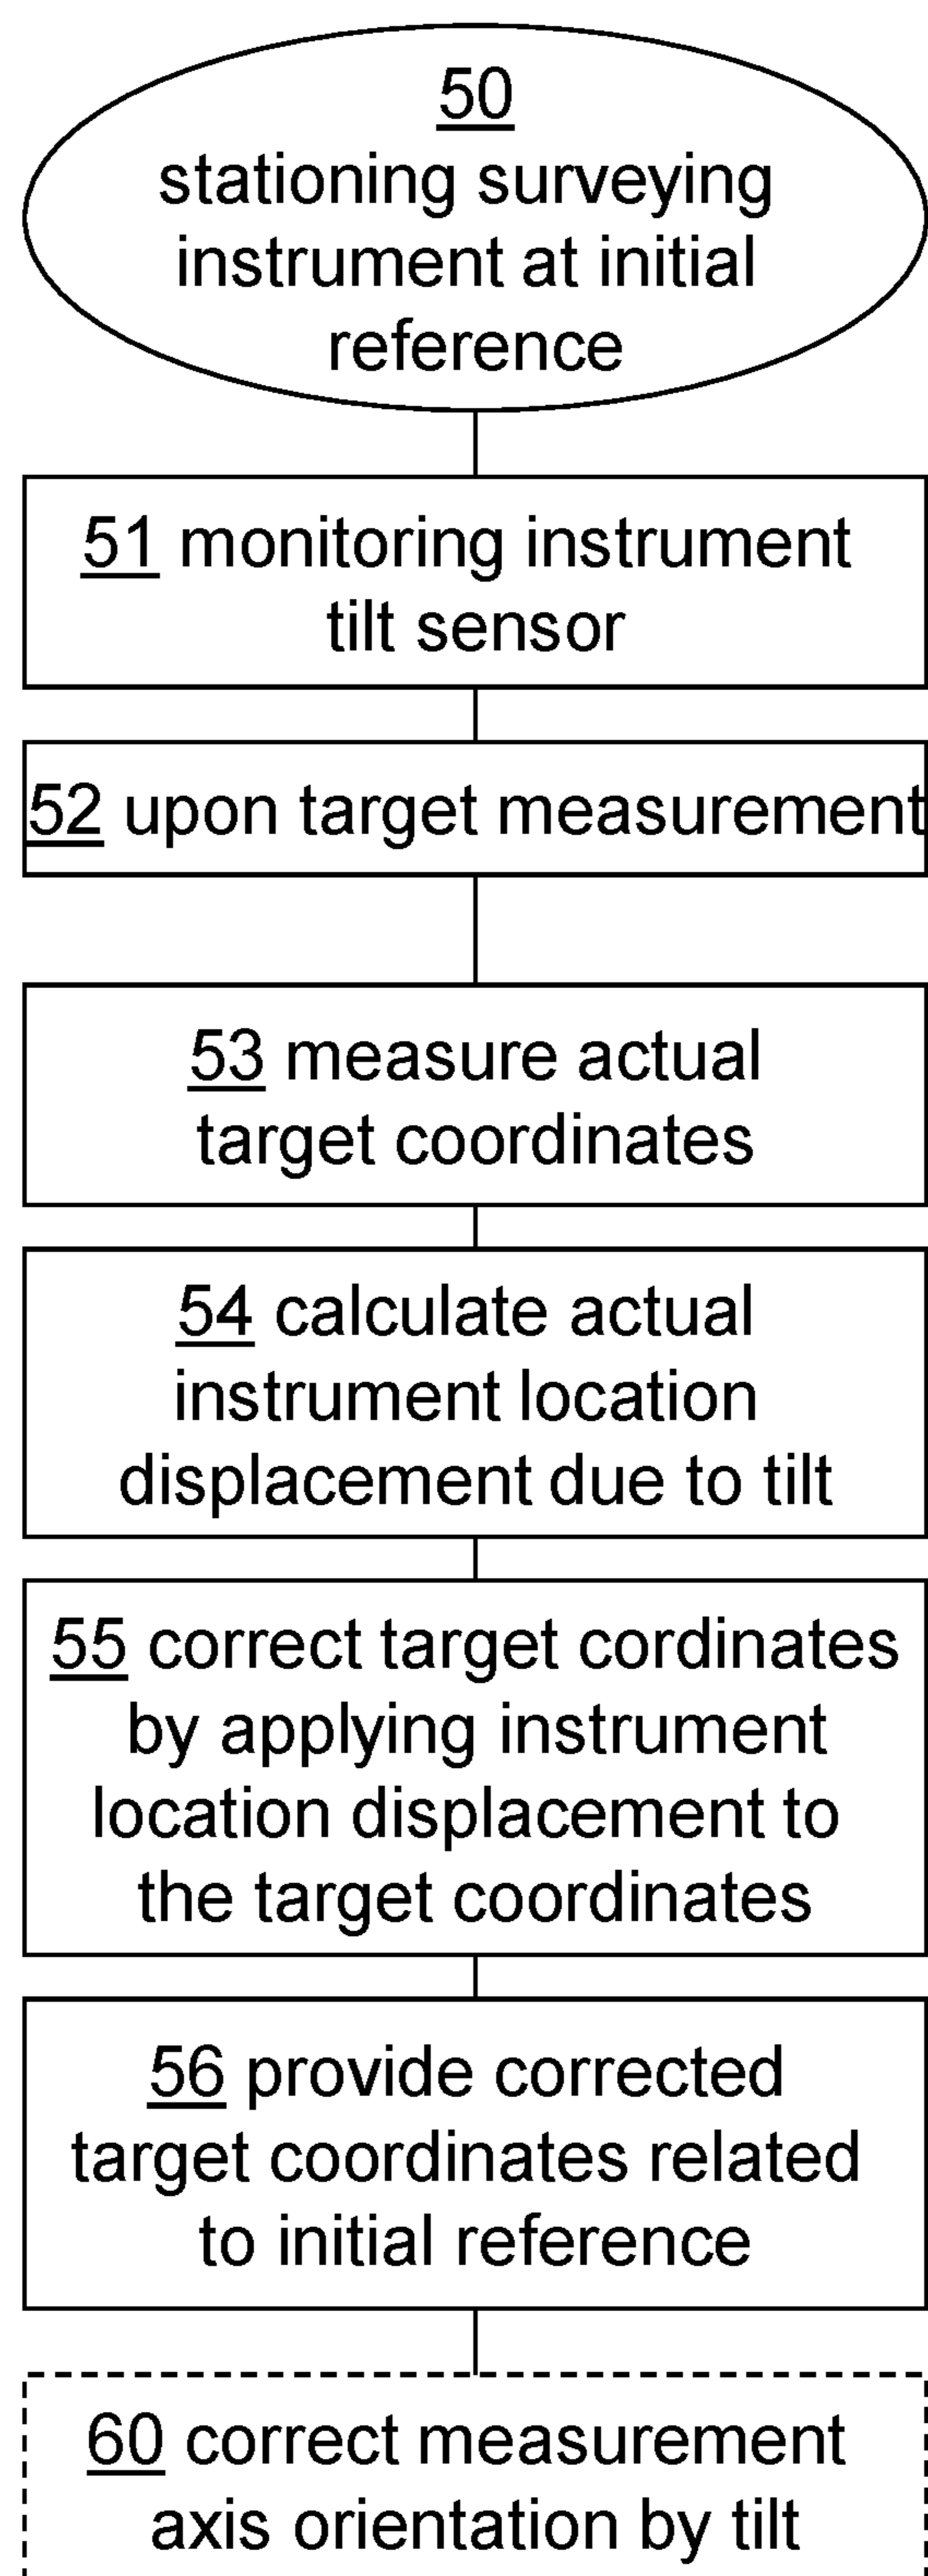 50
stationing surveying
instrument at initial
reference
51 monitoring instrument
tilt sensor
52 upon target measurement
53 measure actual
target coordinates
54 calculate actual
instrument location
displacement due to tilt
55 correct target cordinates
by applying instrument
location displacement to
the target coordinates
56 provide corrected
target coordinates related
to initial reference
60 correct measurement
axis orientation by tilt